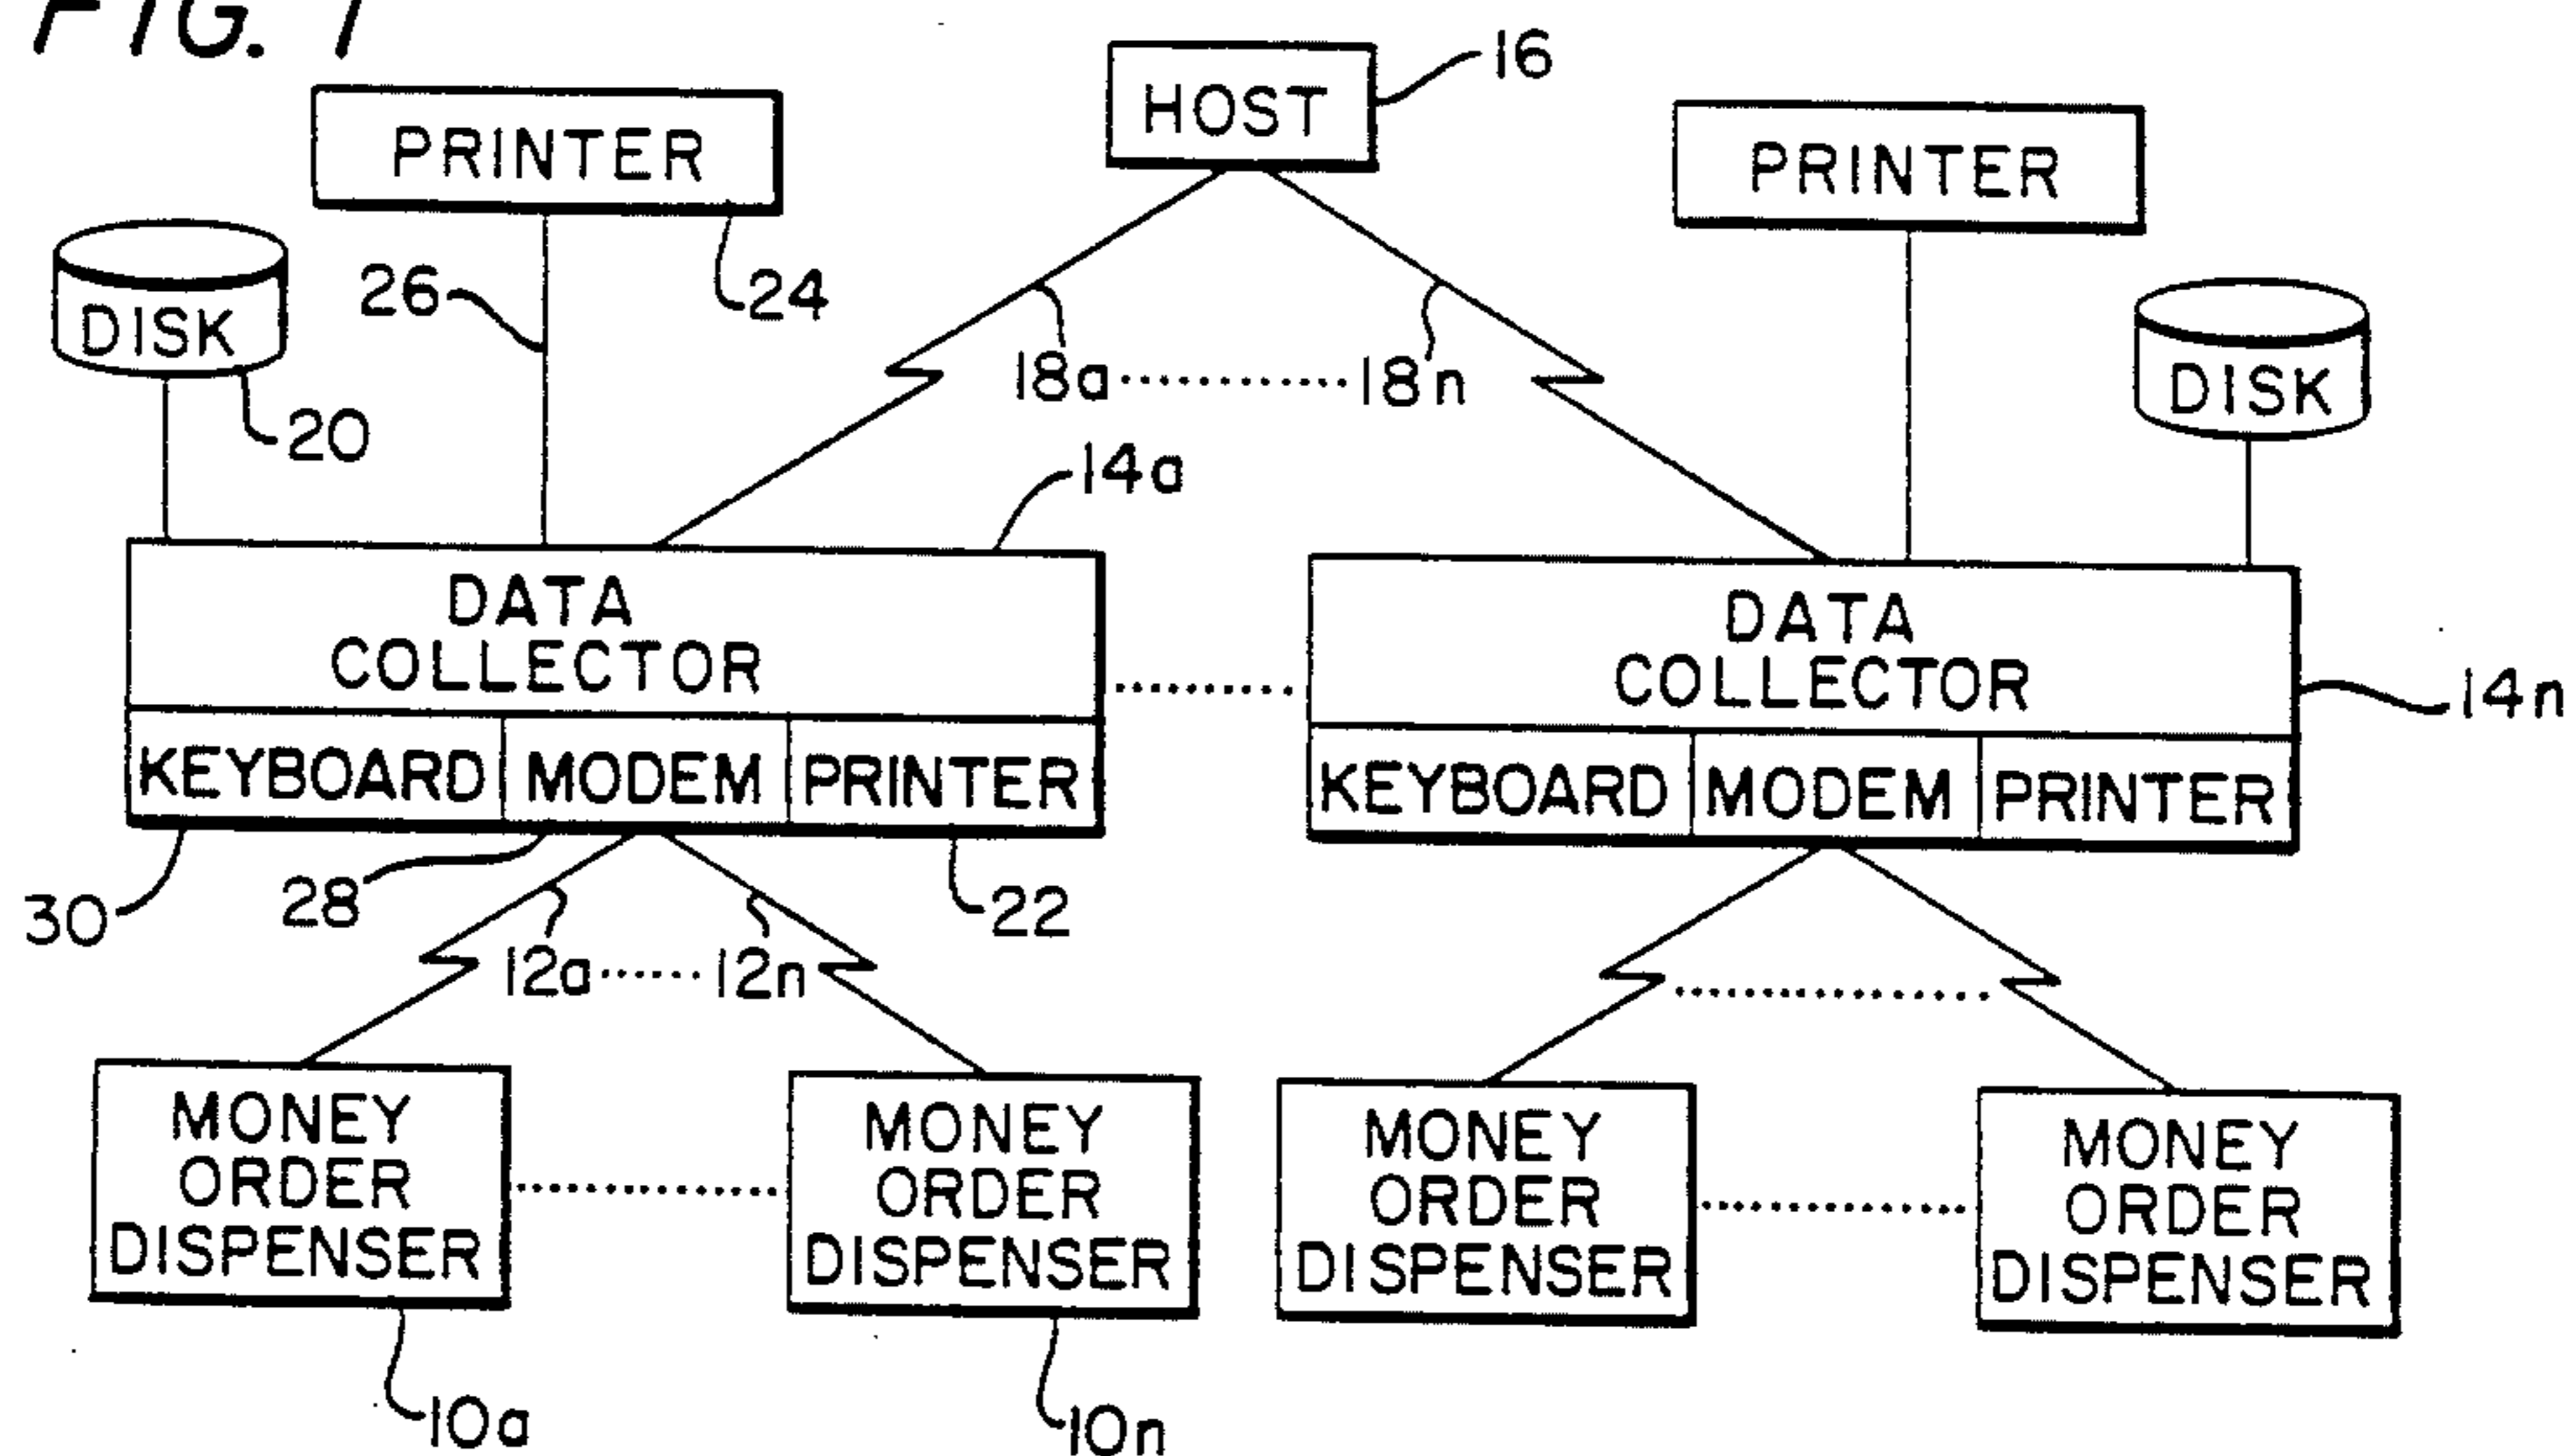 FIG. 1
HOST
16
PRINTER
PRINTER
DISK
26
24
DISK
18a
18n
20
14a
DATA
COLLECTOR
DATA
COLLECTOR
14n
KEYBOARD MODEM PRINTER
KEYBOARD MODEM PRINTER
30
28
22
12a
12n
MONEY
ORDER
DISPENSER
MONEY
ORDER
DISPENSER
MONEY
ORDER
DISPENSER
MONEY
ORDER
DISPENSER
10a
10n